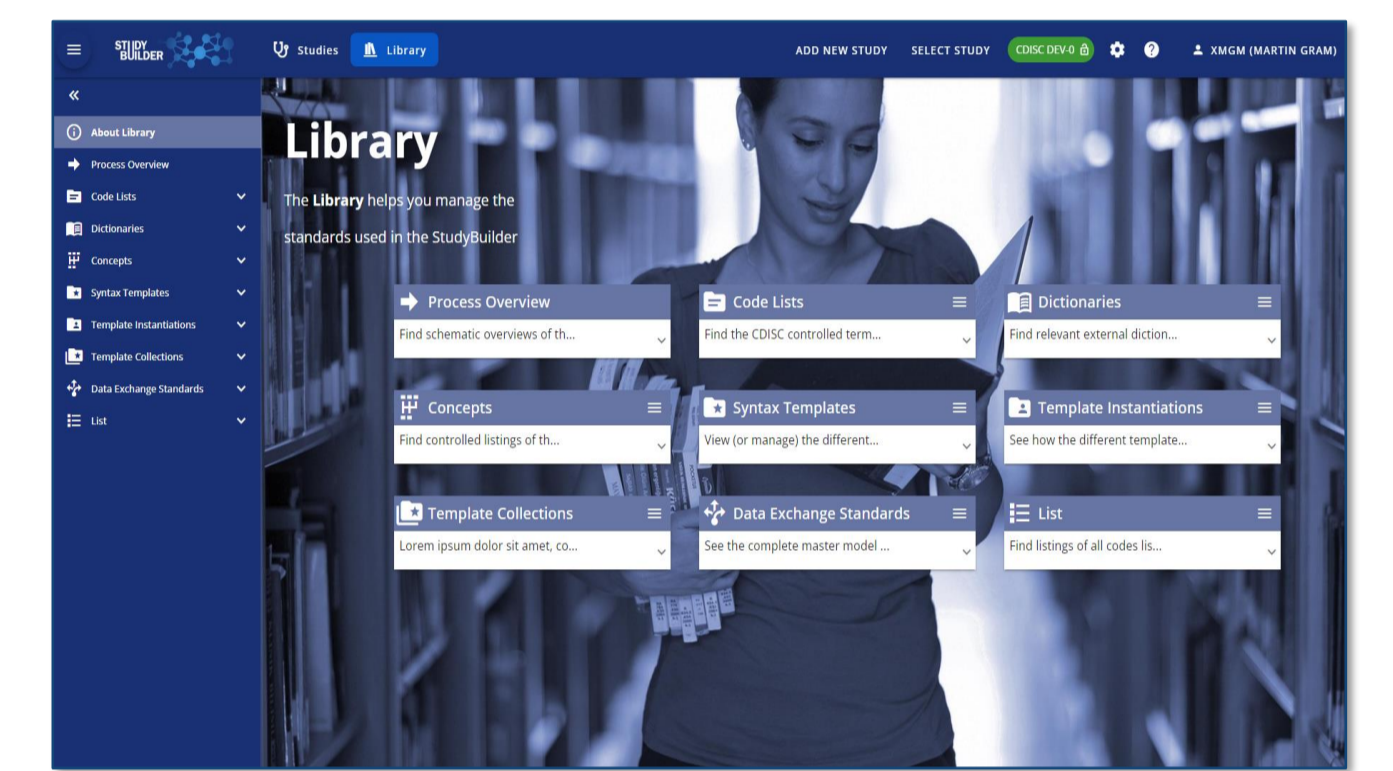 STUDY
BUILDER
Studies
Library
ADD NEW STUDY
SELECT STUDY
CDISC DEV-0
XMGM (MARTIN GRAM)
About Library
Process Overview
Code Lists
Dictionaries
Concepts
Syntax Templates
Template Instantiations
Template Collections
Data Exchange Standards
List
Library
The Library helps you manage the
standards used in the StudyBuilder
Process Overview
Find schematic overviews of th...
Code Lists
Find the CDISC controlled term...
Dictionaries
Find relevant external diction...
Concepts
Find controlled listings of th...
Syntax Templates
View (or manage) the different...
Template Instantiations
See how the different template...
Template Collections
Lorem ipsum dolor sit amet, co...
Data Exchange Standards
See the complete master model ...
List
Find listings of all codes lis...